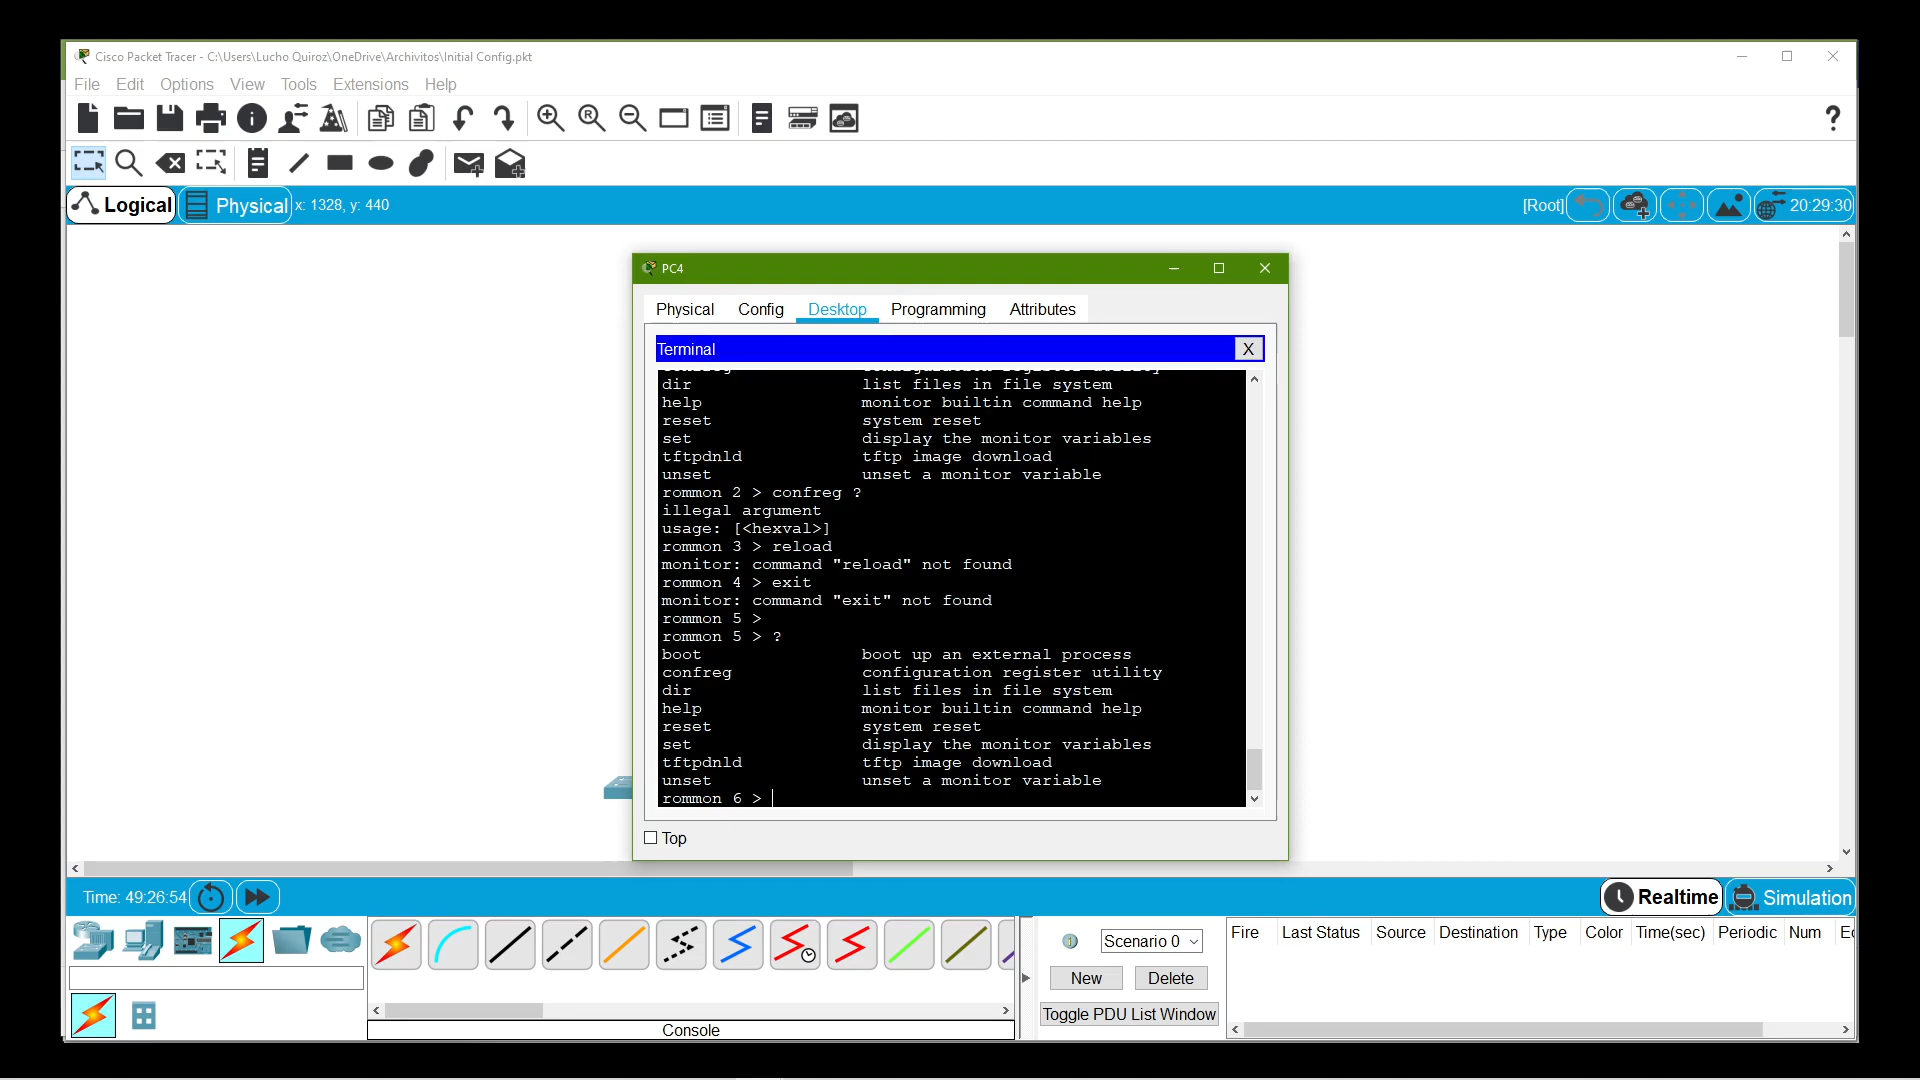 Cisco Packet Tracer - C:\Users\Lucho Quiroz\OneDrive\Archivitos\Initial Config.pkt
File Edit Options View Tools Extensions Help
Logical Physical x: 1328, y: 440 [Root] 20:29:30
PC4
Physical Config Desktop Programming Attributes
Terminal X
dir list files in file system
help monitor builtin command help
reset system reset
set display the monitor variables
tftpdnld tftp image download
unset unset a monitor variable
rommon 2 > confreg ?
illegal argument
usage: [<hexval>]
rommon 3 > reload
monitor: command "reload" not found
rommon 4 > exit
monitor: command "exit" not found
rommon 5 >
rommon 5 > ?
boot boot up an external process
confreg configuration register utility
dir list files in file system
help monitor builtin command help
reset system reset
set display the monitor variables
tftpdnld tftp image download
unset unset a monitor variable
rommon 6 >
Top
Time: 49:26:54 Realtime Simulation
Scenario 0
New Delete
Toggle PDU List Window
Fire Last Status Source Destination Type Color Time(sec) Periodic Num
Console